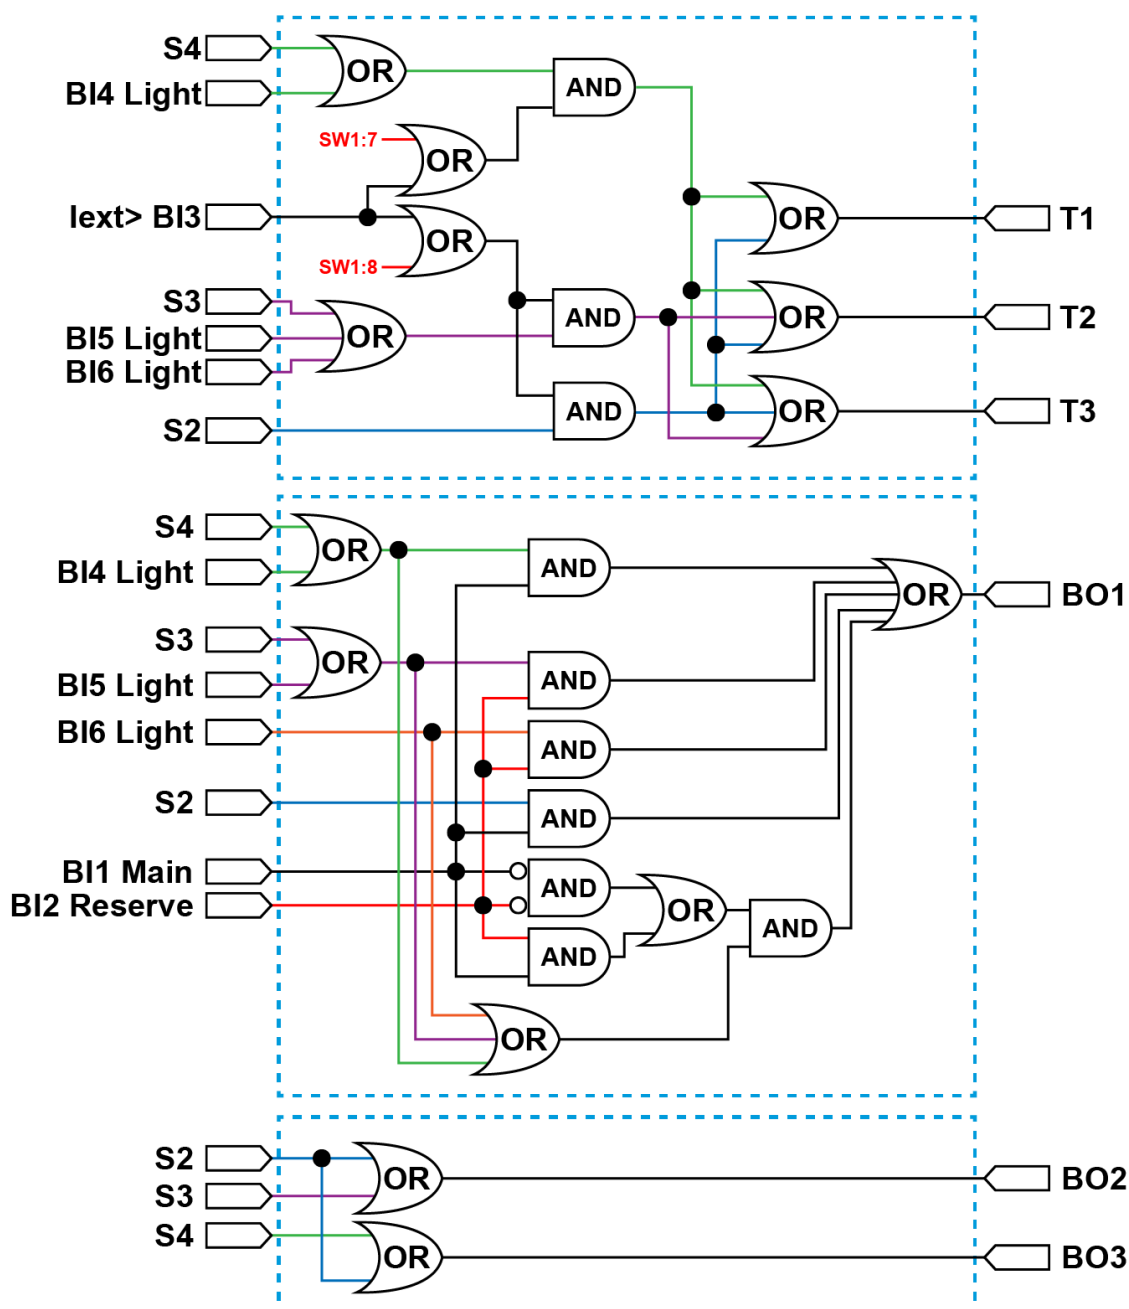 S4
OR
BI4 Light
AND
SW1:7
OR
Iext> BI3
OR
OR
T1
SW1:8
S3
AND
OR
T2
BI5 Light
OR
BI6 Light
S2
AND
OR
T3
S4
OR
AND
BI4 Light
OR
BO1
S3
OR
AND
BI5 Light
BI6 Light
AND
S2
AND
BI1 Main
AND
BI2 Reserve
OR
AND
AND
OR
S2
OR
BO2
S3
S4
OR
BO3